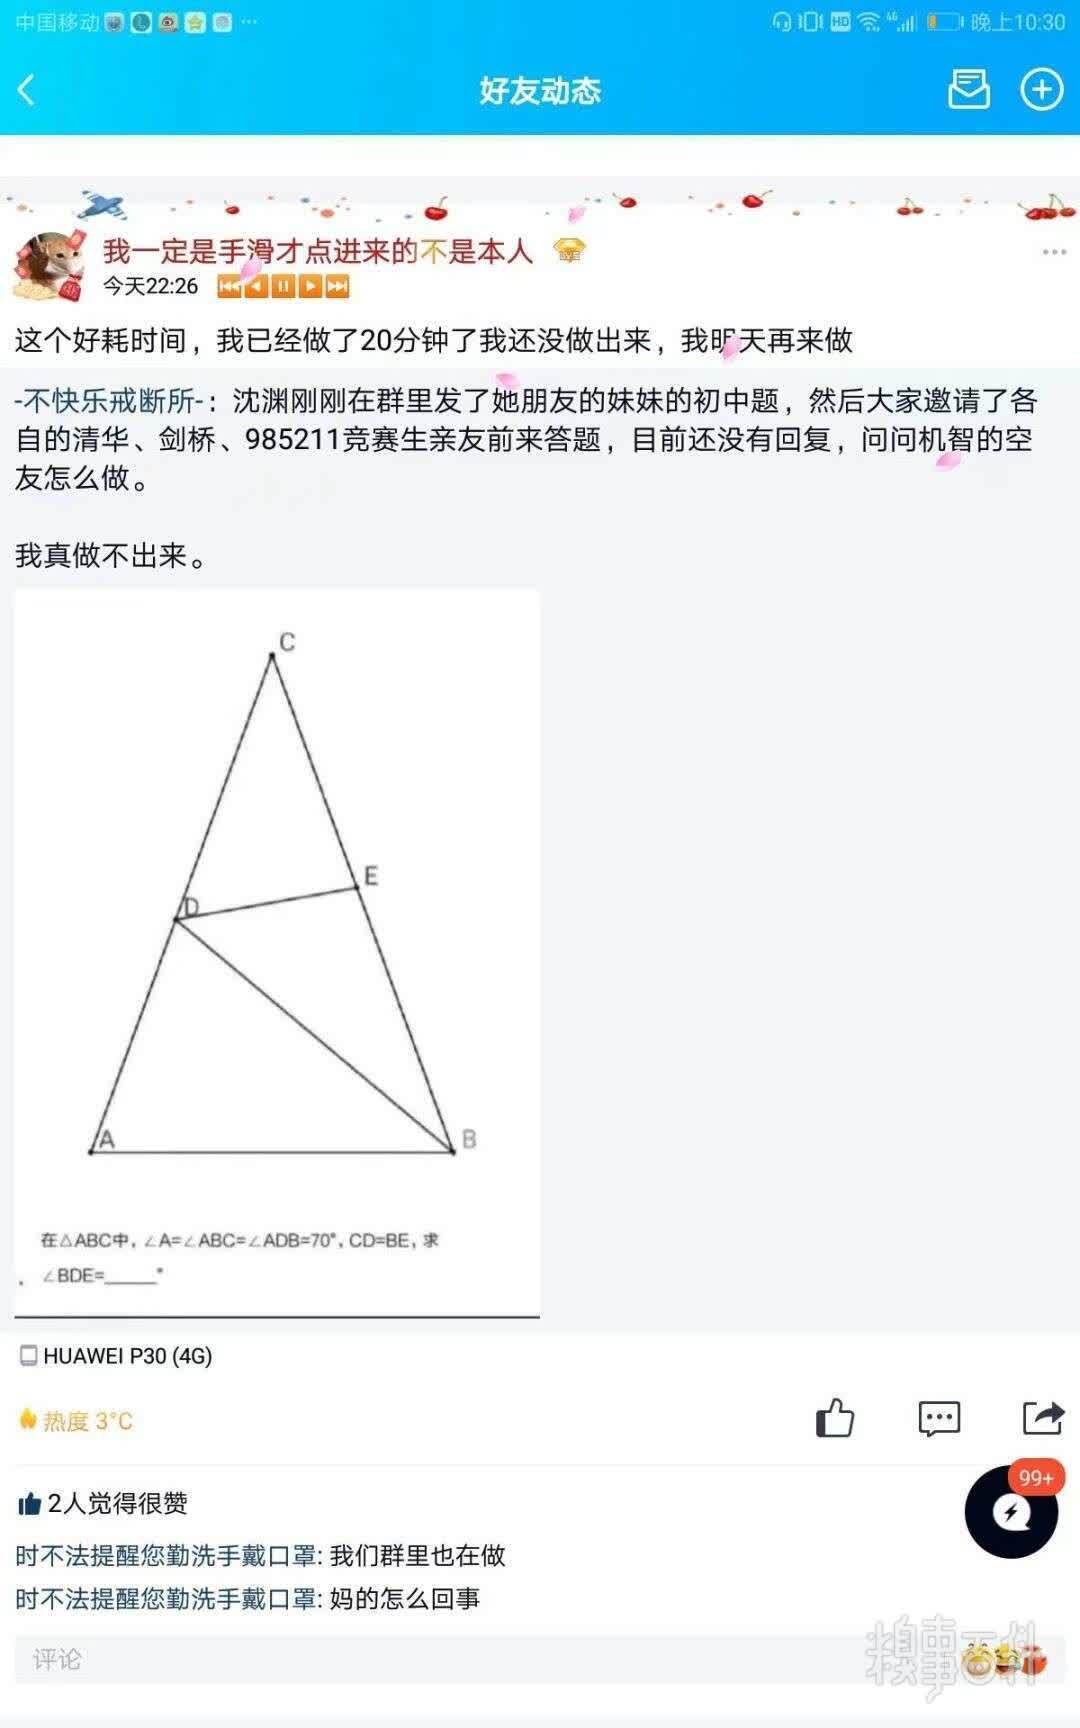 中国移动
HD 4G 晚上10:30
好友动态
我一定是手滑才点进来的不是本人
今天22:26
这个好耗时间，我已经做了20分钟了我还没做出来，我明天再来做
-不快乐戒断所-：沈渊刚刚在群里发了她朋友的妹妹的初中题，然后大家邀请了各
自的清华、剑桥、985211竞赛生亲友前来答题，目前还没有回复，问问机智的空
友怎么做。
我真做不出来。
C
E
D
A
B
在△ABC中，∠A=∠ABC=∠ADB=70°, CD=BE, 求
∠BDE=_____°
HUAWEI P30 (4G)
热度 3°C
99+
2人觉得很赞
时不法提醒您勤洗手戴口罩: 我们群里也在做
时不法提醒您勤洗手戴口罩: 妈的怎么回事
评论
糗事百科